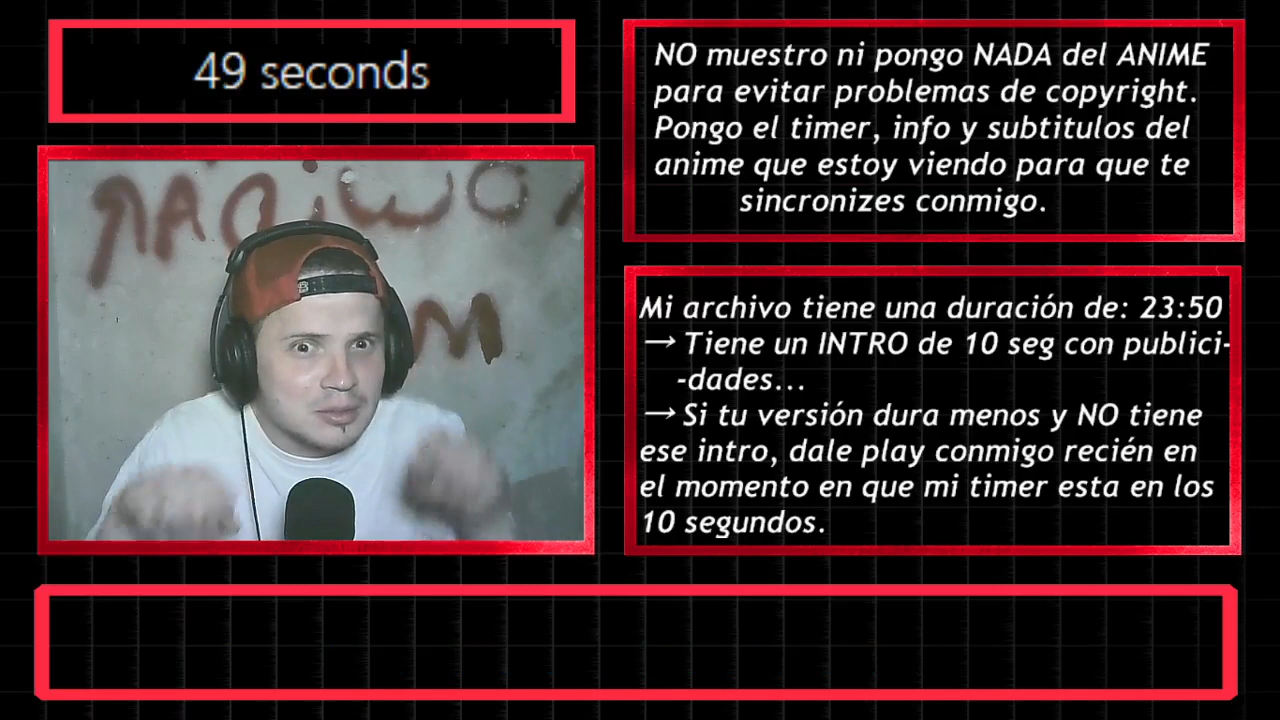 49 seconds
NO muestro ni pongo NADA del ANIME
para evitar problemas de copyright.
Pongo el timer, info y subtitulos del
anime que estoy viendo para que te
sincronizes conmigo.
Mi archivo tiene una duración de: 23:50
→ Tiene un INTRO de 10 seg con publici-
-dades...
→ Si tu versión dura menos y NO tiene
ese intro, dale play conmigo recién en
el momento en que mi timer esta en los
10 segundos.